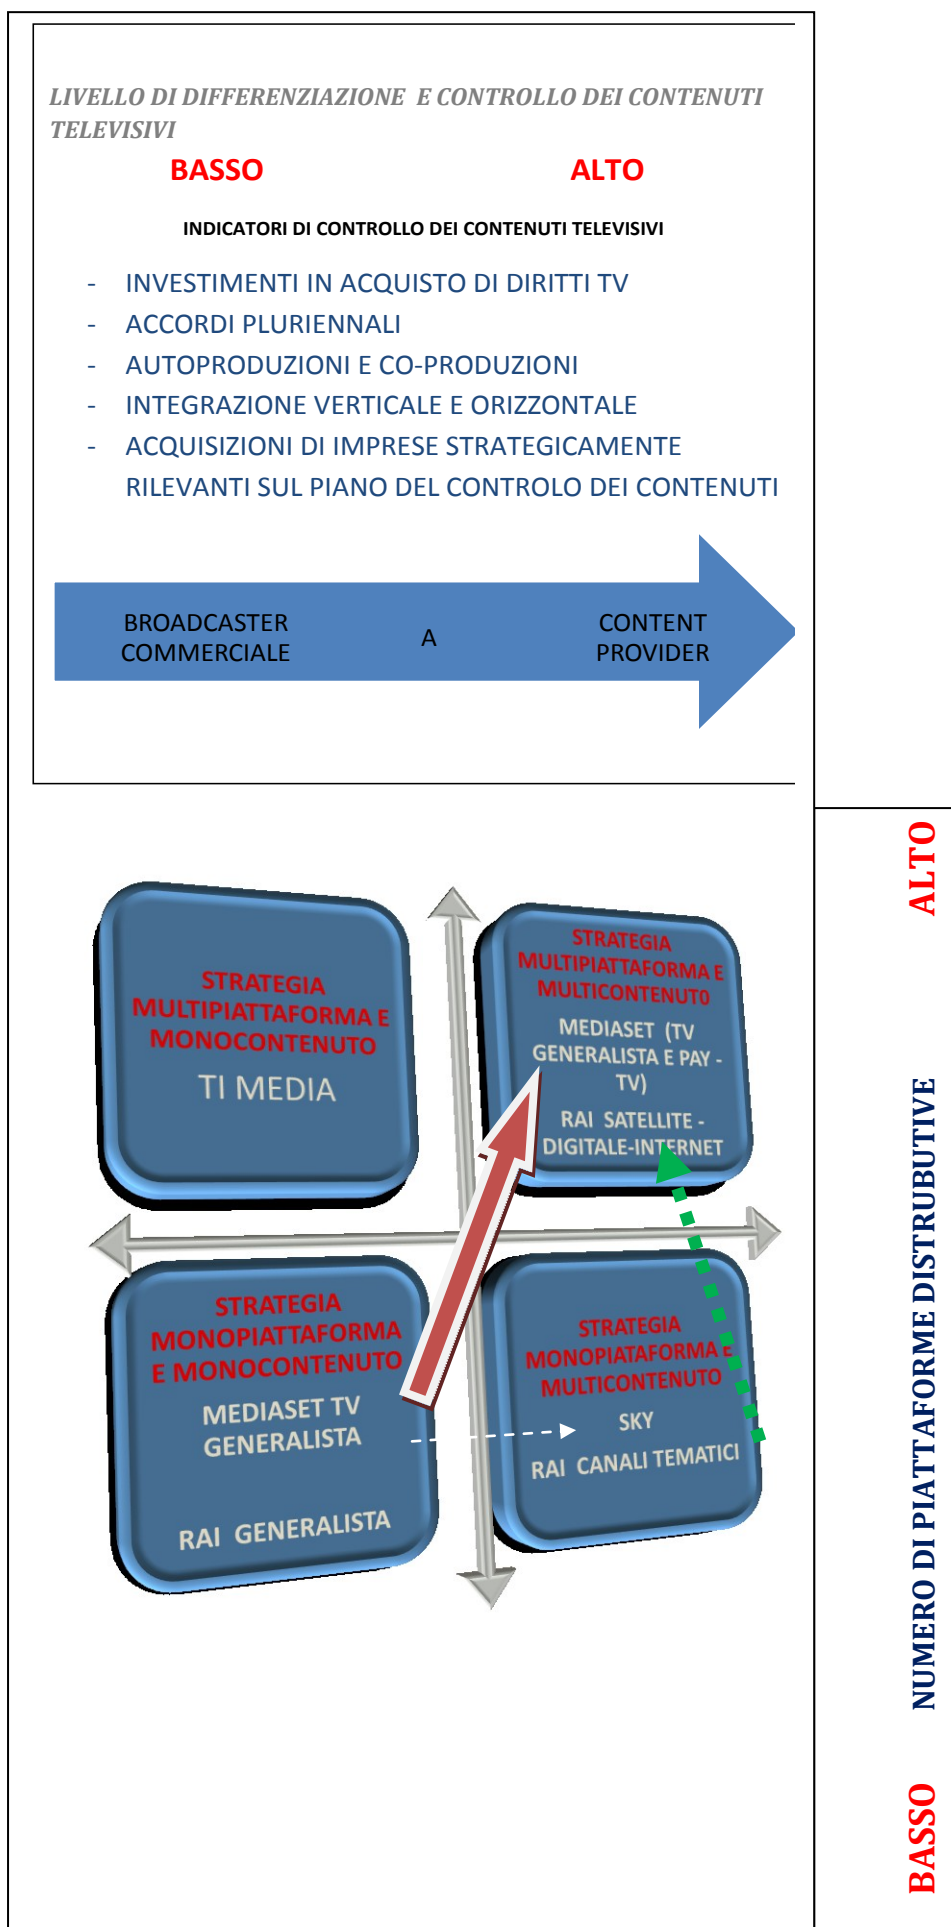 LIVELLO DI DIFFERENZIAZIONE E CONTROLLO DEI CONTENUTI
TELEVISIVI
BASSO ALTO
INDICATORI DI CONTROLLO DEI CONTENUTI TELEVISIVI
- INVESTIMENTI IN ACQUISTO DI DIRITTI TV
- ACCORDI PLURIENNALI
- AUTOPRODUZIONI E CO-PRODUZIONI
- INTEGRAZIONE VERTICALE E ORIZZONTALE
- ACQUISIZIONI DI IMPRESE STRATEGICAMENTE
RILEVANTI SUL PIANO DEL CONTROLO DEI CONTENUTI
BROADCASTER
COMMERCIALE
A
CONTENT
PROVIDER
STRATEGIA
MULTIPIATTAFORMA E
MONOCONTENUTO
TI MEDIA
STRATEGIA
MULTIPIATTAFORMA E
MULTICONTENUT0
MEDIASET (TV
GENERALISTA E PAY -
TV)
RAI SATELLITE -
DIGITALE-INTERNET
STRATEGIA
MONOPIATTAFORMA
E MONOCONTENUTO
MEDIASET TV
GENERALISTA
RAI GENERALISTA
STRATEGIA
MONOPIATAFORMA E
MULTICONTENUTO
SKY
RAI CANALI TEMATICI
BASSO NUMERO DI PIATTAFORME DISTRUBUTIVE ALTO